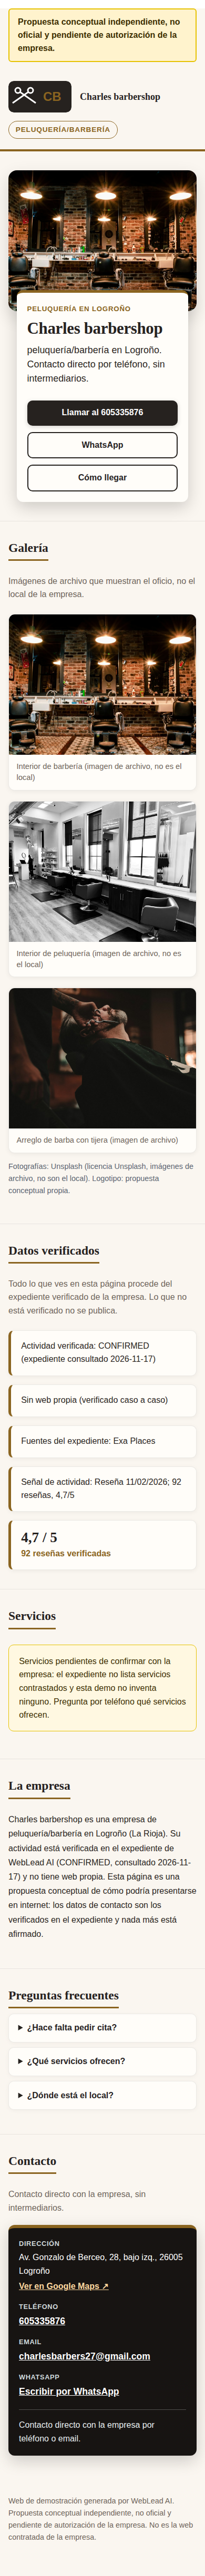 Propuesta conceptual independiente, no
oficial y pendiente de autorización de la
empresa.
CB
Charles barbershop
PELUQUERÍA/BARBERÍA
PELUQUERÍA EN LOGROÑO
Charles barbershop
peluquería/barbería en Logroño.
Contacto directo por teléfono, sin
intermediarios.
Llamar al 605335876
WhatsApp
Cómo llegar
Galería
Imágenes de archivo que muestran el oficio, no el
local de la empresa.
Interior de barbería (imagen de archivo, no es el
local)
Interior de peluquería (imagen de archivo, no es
el local)
Arreglo de barba con tijera (imagen de archivo)
Fotografías: Unsplash (licencia Unsplash, imágenes de
archivo, no son el local). Logotipo: propuesta
conceptual propia.
Datos verificados
Todo lo que ves en esta página procede del
expediente verificado de la empresa. Lo que no
está verificado no se publica.
Actividad verificada: CONFIRMED
(expediente consultado 2026-11-17)
Sin web propia (verificado caso a caso)
Fuentes del expediente: Exa Places
Señal de actividad: Reseña 11/02/2026; 92
reseñas, 4,7/5
4,7 / 5
92 reseñas verificadas
Servicios
Servicios pendientes de confirmar con la
empresa: el expediente no lista servicios
contrastados y esta demo no inventa
ninguno. Pregunta por teléfono qué servicios
ofrecen.
La empresa
Charles barbershop es una empresa de
peluquería/barbería en Logroño (La Rioja). Su
actividad está verificada en el expediente de
WebLead AI (CONFIRMED, consultado 2026-11-
17) y no tiene web propia. Esta página es una
propuesta conceptual de cómo podría presentarse
en internet: los datos de contacto son los
verificados en el expediente y nada más está
afirmado.
Preguntas frecuentes
¿Hace falta pedir cita?
¿Qué servicios ofrecen?
¿Dónde está el local?
Contacto
Contacto directo con la empresa, sin
intermediarios.
DIRECCIÓN
Av. Gonzalo de Berceo, 28, bajo izq., 26005
Logroño
Ver en Google Maps ↗
TELÉFONO
605335876
EMAIL
charlesbarbers27@gmail.com
WHATSAPP
Escribir por WhatsApp
Contacto directo con la empresa por
teléfono o email.
Web de demostración generada por WebLead AI.
Propuesta conceptual independiente, no oficial y
pendiente de autorización de la empresa. No es la web
contratada de la empresa.